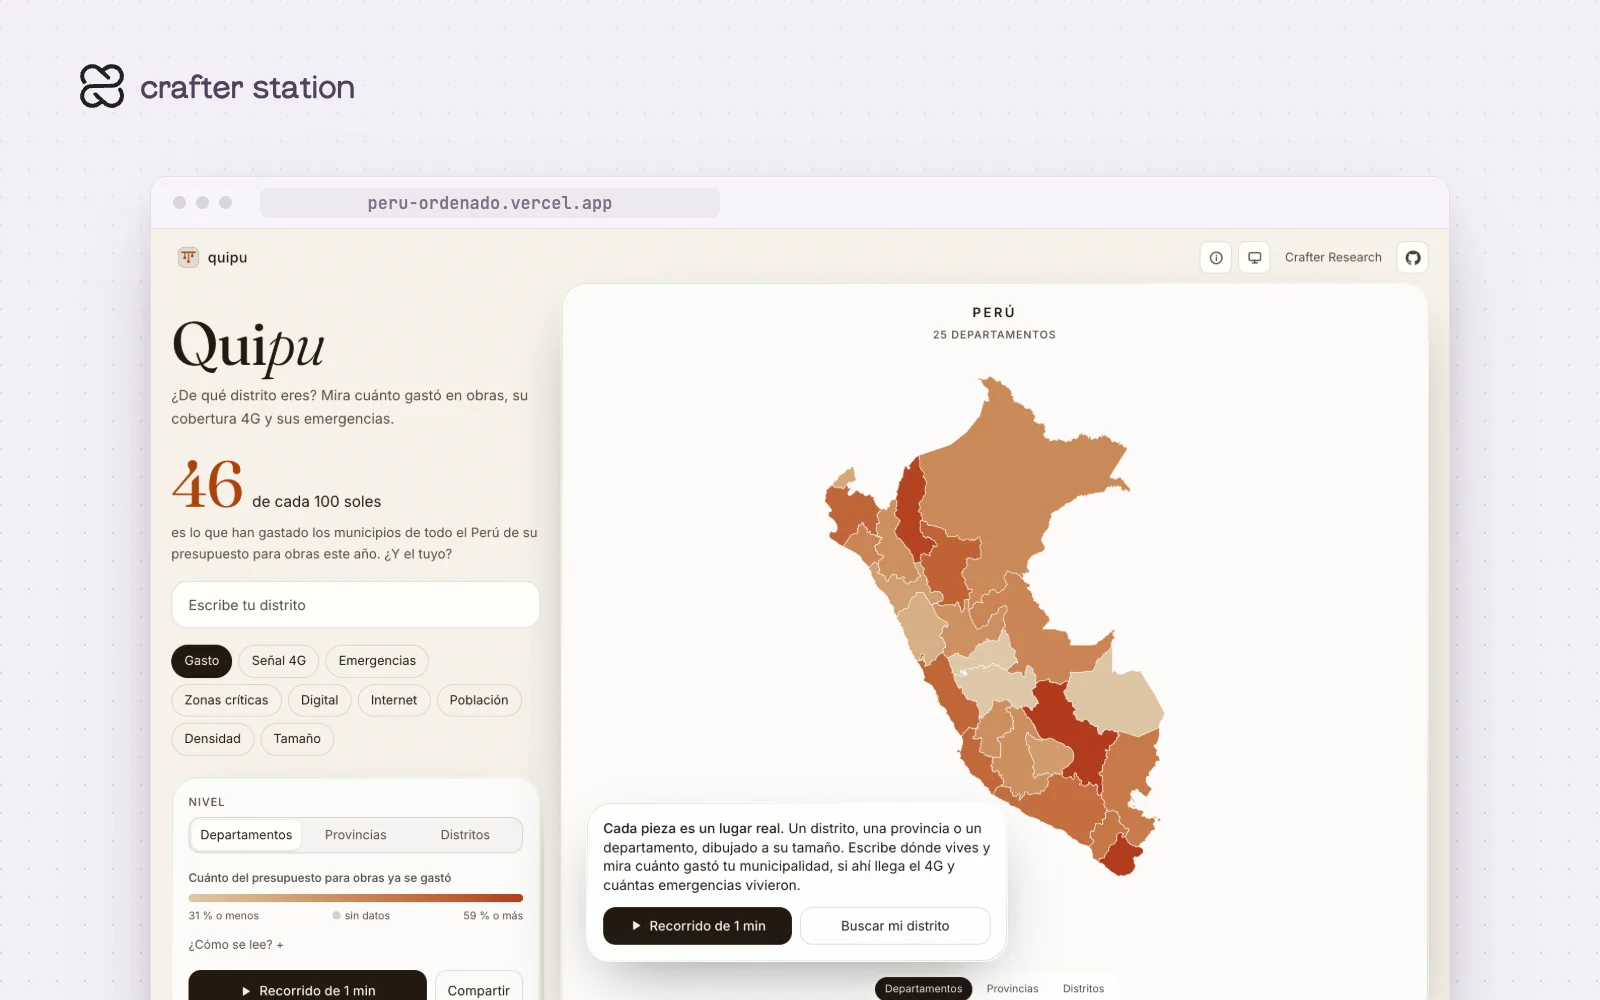 crafter station
peru-ordenado.vercel.app
quipu
Crafter Research
Quipu
¿De qué distrito eres? Mira cuánto gastó en obras, su
cobertura 4G y sus emergencias.
46 de cada 100 soles
es lo que han gastado los municipios de todo el Perú de su
presupuesto para obras este año. ¿Y el tuyo?
Escribe tu distrito
Gasto
Señal 4G
Emergencias
Zonas críticas
Digital
Internet
Población
Densidad
Tamaño
NIVEL
Departamentos
Provincias
Distritos
Cuánto del presupuesto para obras ya se gastó
31 % o menos
sin datos
59 % o más
¿Cómo se lee? +
Recorrido de 1 min
Compartir
PERÚ
25 DEPARTAMENTOS
Cada pieza es un lugar real. Un distrito, una provincia o un
departamento, dibujado a su tamaño. Escribe dónde vives y
mira cuánto gastó tu municipalidad, si ahí llega el 4G y
cuántas emergencias vivieron.
Recorrido de 1 min
Buscar mi distrito
Departamentos
Provincias
Distritos